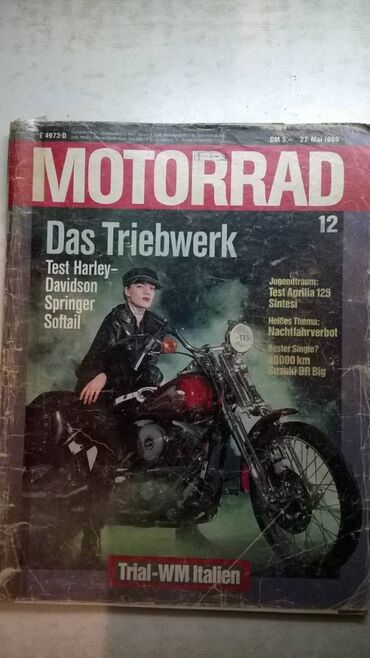 E 4973 D
DM 5,- 27. Mai 1989
MOTORRAD
12
Das Triebwerk
Test Harley-
Davidson
Springer
Softail
Jugendtraum:
Test Aprilia 125
Sintesi
Heißes Thema:
Nachtfahrverbot
Bester Single?
40000 km
Suzuki DR Big
Trial-WM Italien